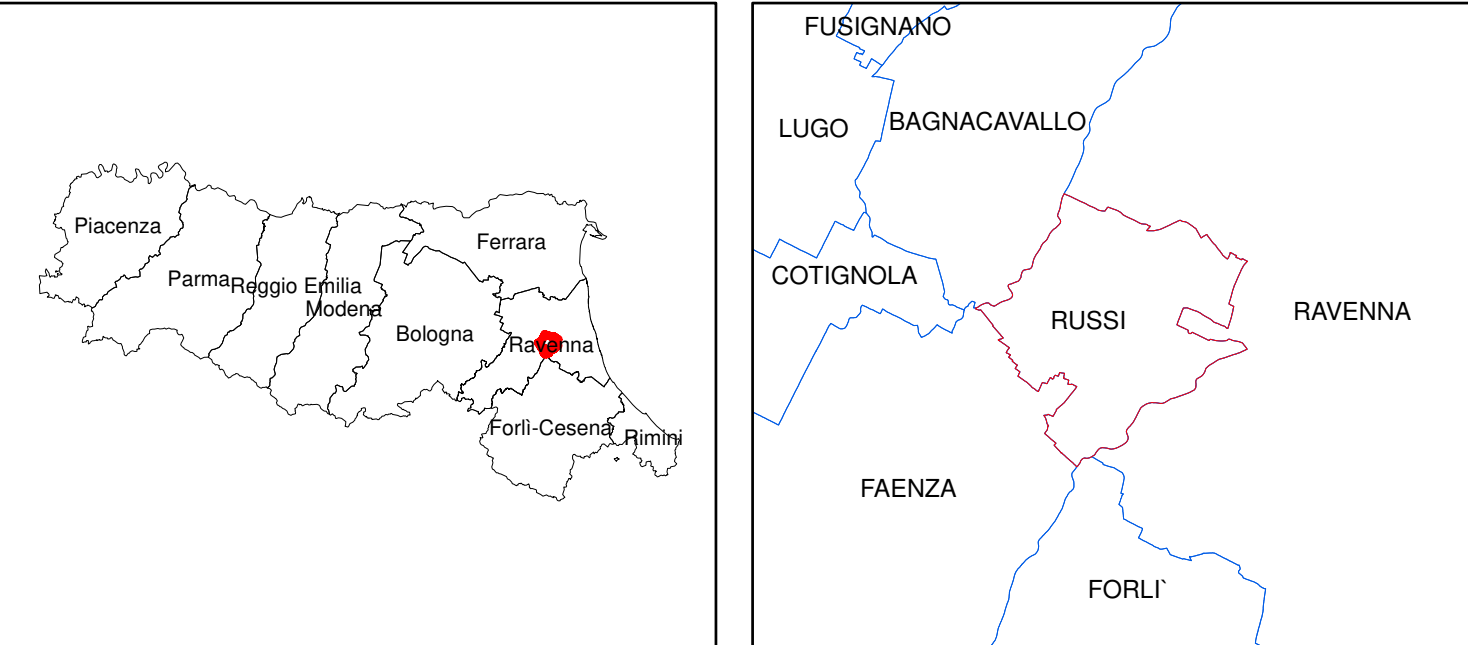 Piacenza
Ferrara
Parma
Reggio Emilia
Modena
Bologna
Ravenna
Forlì-Cesena
Rimini
FUSIGNANO
LUGO
BAGNACAVALLO
COTIGNOLA
RUSSI
RAVENNA
FAENZA
FORLI`